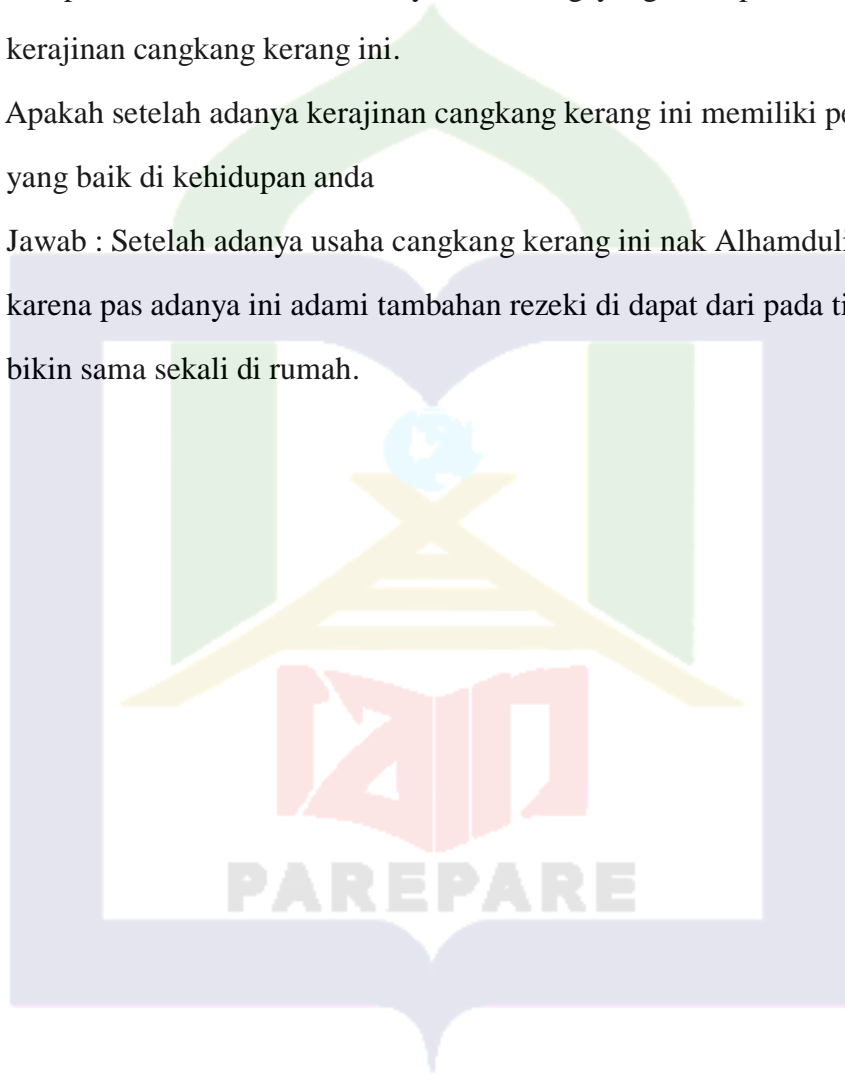 kerajinan cangkang kerang ini.
Apakah setelah adanya kerajinan cangkang kerang ini memiliki
yang baik di kehidupan anda
Jawab : Setelah adanya usaha cangkang kerang ini nak
karena pas adanya ini adami tambahan rezeki di dapat dari pada
bikin sama sekali di rumah.
iain
PAREPARE